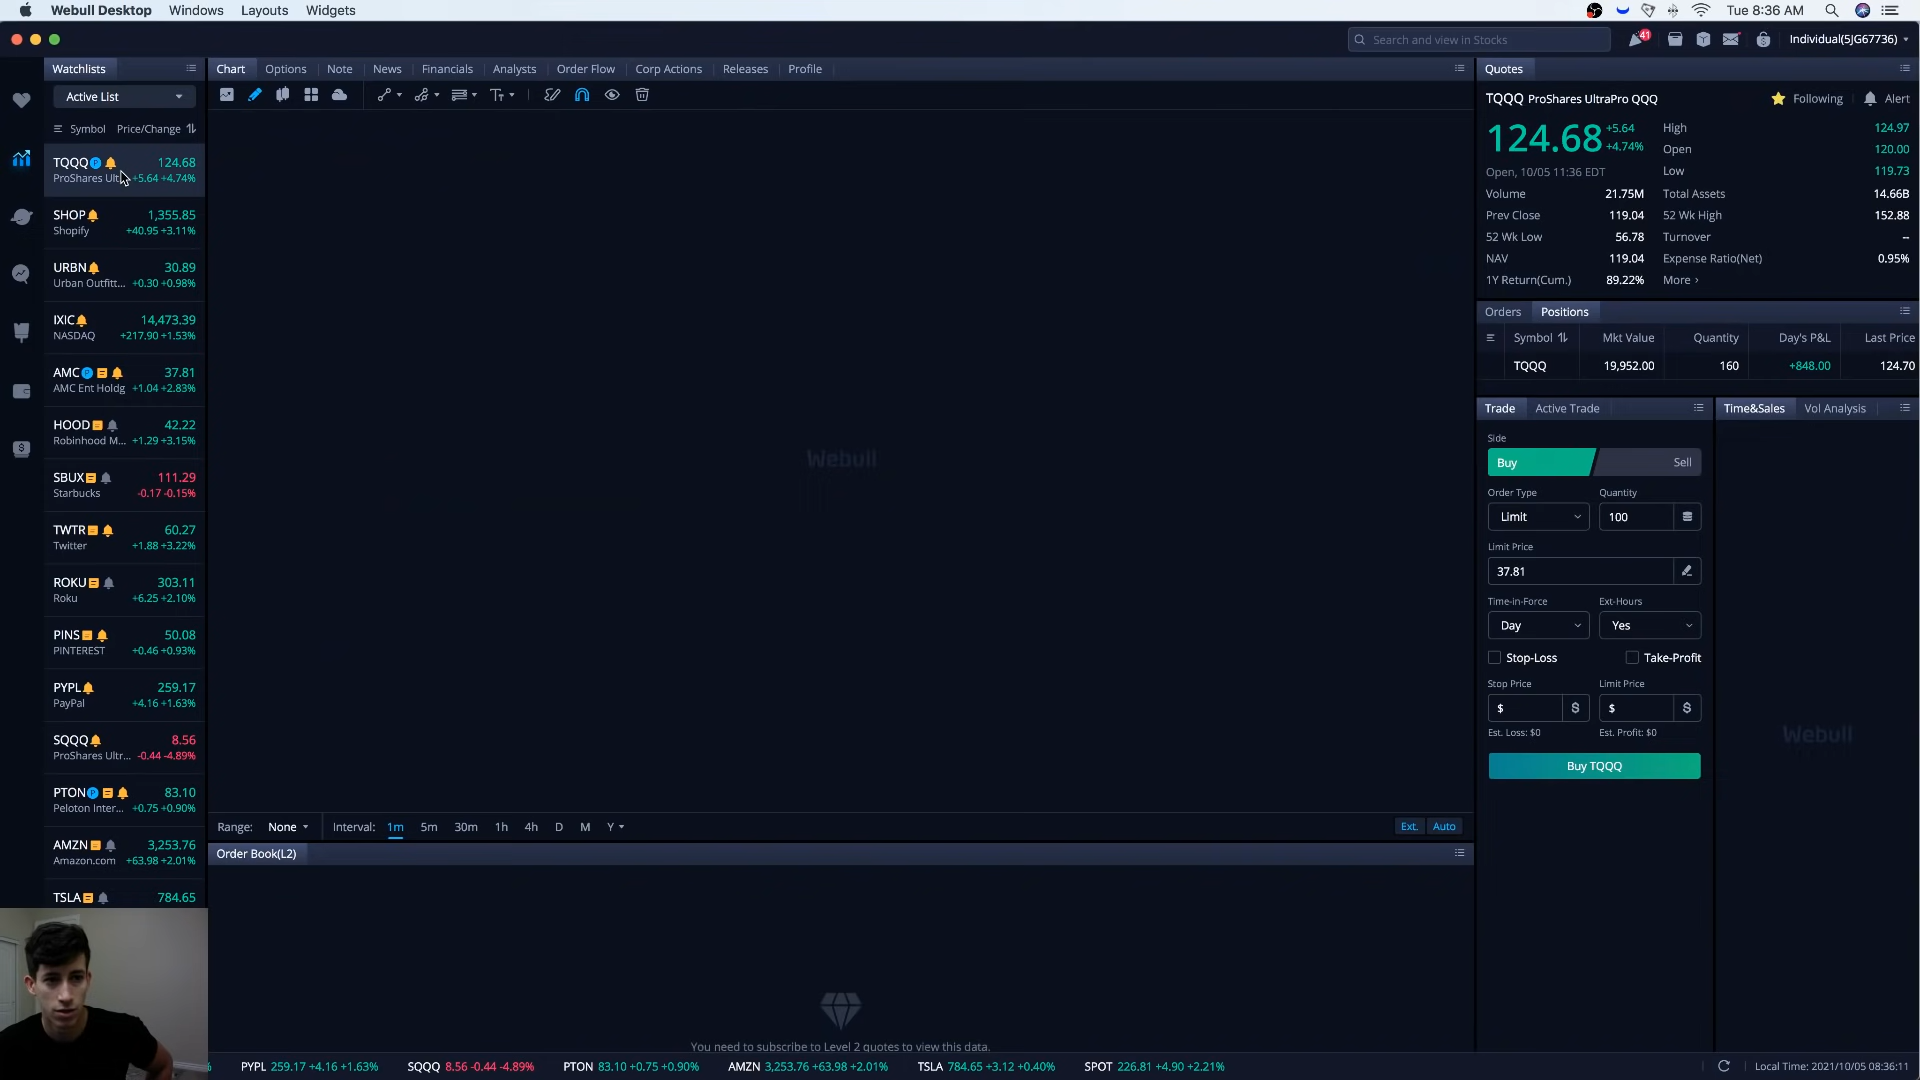 Webull Desktop Windows Layouts Widgets Tue 8:36 AM
Search and view in Stocks 41 Individual(5JG67736)
Watchlists
Active List
Symbol Price/Change
TQQQ P 124.68
ProShares Ult... +5.64 +4.74%
SHOP 1,355.85
Shopify +40.95 +3.11%
URBN 30.89
Urban Outfitt... +0.30 +0.98%
IXIC 14,473.39
NASDAQ +217.90 +1.53%
AMC P 37.81
AMC Ent Holdg +1.04 +2.83%
HOOD 42.22
Robinhood M... +1.29 +3.15%
SBUX 111.29
Starbucks -0.17 -0.15%
TWTR 60.27
Twitter +1.88 +3.22%
ROKU 303.11
Roku +6.25 +2.10%
PINS 50.08
PINTEREST +0.46 +0.93%
PYPL 259.17
PayPal +4.16 +1.63%
SQQQ 8.56
ProShares Ultr... -0.44 -4.89%
PTON P 83.10
Peloton Inter... +0.75 +0.90%
AMZN 3,253.76
Amazon.com +63.98 +2.01%
TSLA 784.65
Chart Options Note News Financials Analysts Order Flow Corp Actions Releases Profile
Webull
Range: None Interval: 1m 5m 30m 1h 4h D M Y Ext. Auto
Order Book(L2)
You need to subscribe to Level 2 quotes to view this data.
Quotes
TQQQ ProShares UltraPro QQQ Following Alert
124.68 +5.64
+4.74%
Open, 10/05 11:36 EDT
High 124.97
Open 120.00
Low 119.73
Volume 21.75M Total Assets 14.66B
Prev Close 119.04 52 Wk High 152.88
52 Wk Low 56.78 Turnover --
NAV 119.04 Expense Ratio(Net) 0.95%
1Y Return(Cum.) 89.22% More ›
Orders Positions
Symbol Mkt Value Quantity Day's P&L Last Price
TQQQ 19,952.00 160 +848.00 124.70
Trade Active Trade
Side
Buy Sell
Order Type Quantity
Limit 100
Limit Price
37.81
Time-in-Force Ext-Hours
Day Yes
Stop-Loss Take-Profit
Stop Price Limit Price
$ $ $ $
Est. Loss: $0 Est. Profit: $0
Buy TQQQ
Time&Sales Vol Analysis
Webull
% PYPL 259.17 +4.16 +1.63% SQQQ 8.56 -0.44 -4.89% PTON 83.10 +0.75 +0.90% AMZN 3,253.76 +63.98 +2.01% TSLA 784.65 +3.12 +0.40% SPOT 226.81 +4.90 +2.21% Local Time: 2021/10/05 08:36:11